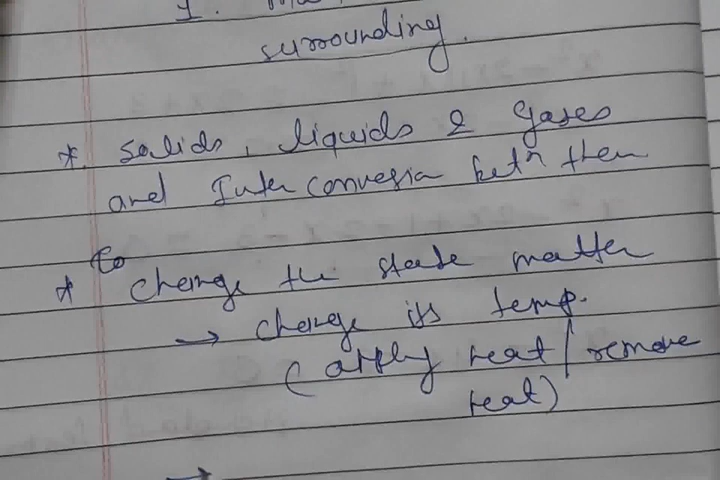 1. 
surrounding.
* Solids, liquids & gases
and Inter conversion betn them
* To change the state matter
→ change its temp.
( apply heat / remove
heat)
→